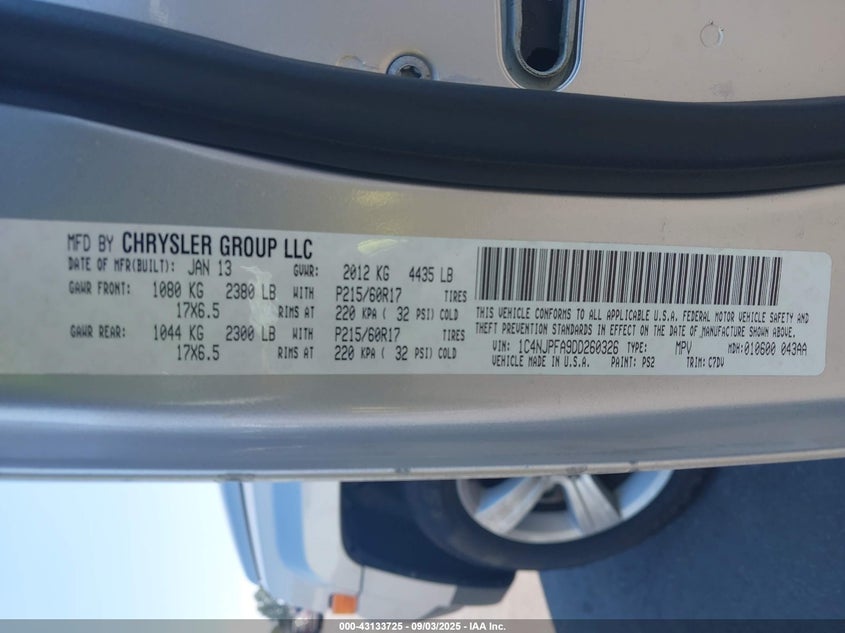 MFD BY CHRYSLER GROUP LLC
DATE OF MFR(BUILT): JAN 13 GVWR: 2012 KG 4435 LB
GAWR FRONT: 1080 KG 2380 LB WITH P215/60R17 TIRES
17X6.5 RIMS AT 220 KPA ( 32 PSI) COLD
GAWR REAR: 1044 KG 2300 LB WITH P215/60R17 TIRES
17X6.5 RIMS AT 220 KPA ( 32 PSI) COLD
THIS VEHICLE CONFORMS TO ALL APPLICABLE U.S.A. FEDERAL MOTOR VEHICLE SAFETY AND
THEFT PREVENTION STANDARDS IN EFFECT ON THE DATE OF MANUFACTURE SHOWN ABOVE.
VIN: 1C4NJPFA9DD260326 TYPE: MPV MDH: 010600 043AA
VEHICLE MADE IN U.S.A. PAINT: PS2 TRIM: C7DV
000-43133725 - 09/03/2025 - IAA Inc.